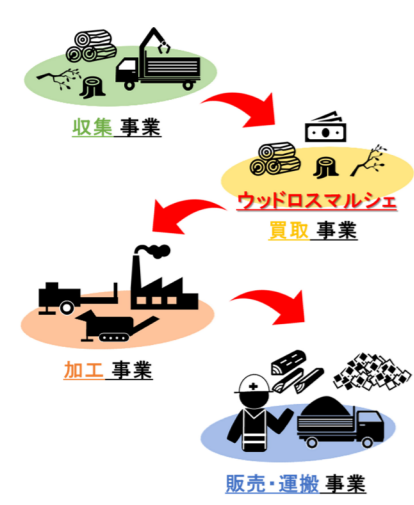 収集 事業
ウッドロスマルシェ
買取 事業
加工 事業
販売・運搬 事業